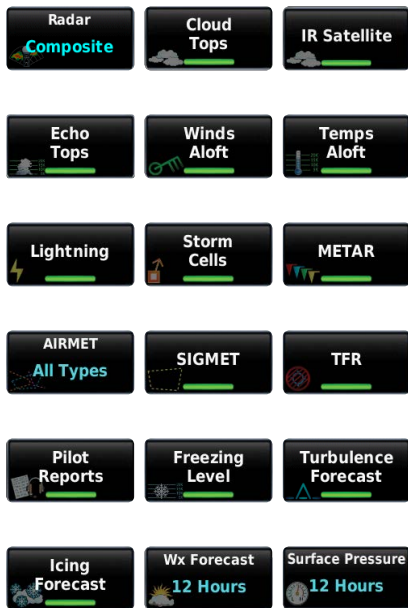 Radar
Composite
Cloud
Tops
IR Satellite
Echo
Tops
Winds
Aloft
Temps
Aloft
Lightning
Storm
Cells
METAR
AIRMET
All Types
SIGMET
TFR
Pilot
Reports
Freezing
Level
Turbulence
Forecast
Icing
Forecast
Wx Forecast
12 Hours
Surface Pressure
12 Hours